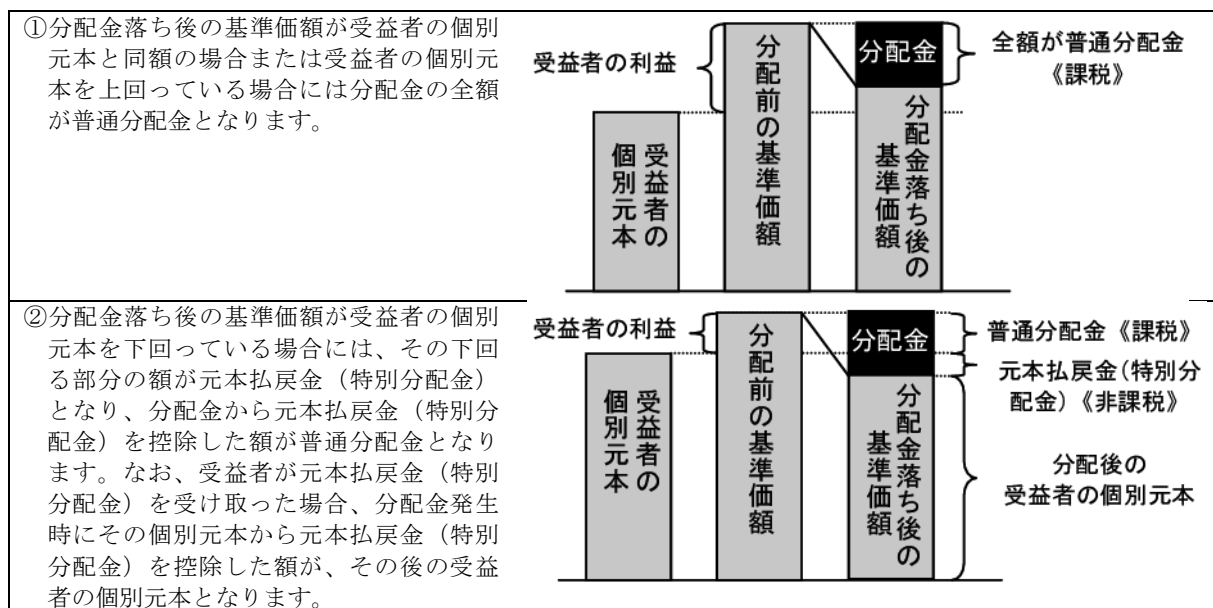 ①分配金落ち後の基準価額が受益者の個別
元本と同額の場合または受益者の個別元
本を上回っている場合には分配金の全額
が普通分配金となります。
受益者の利益
受益者の
個別元本
分配前の基準価額
分配金
分配金落ち後の
基準価額
全額が普通分配金
《課税》
②分配金落ち後の基準価額が受益者の個別
元本を下回っている場合には、その下回
る部分の額が元本払戻金（特別分配金）
となり、分配金から元本払戻金（特別分
配金）を控除した額が普通分配金となり
ます。なお、受益者が元本払戻金（特別
分配金）を受け取った場合、分配金発生
時にその個別元本から元本払戻金（特別
分配金）を控除した額が、その後の受益
者の個別元本となります。
受益者の利益
受益者の
個別元本
分配前の基準価額
分配金
分配金落ち後の
基準価額
普通分配金《課税》
元本払戻金（特別分
配金）《非課税》
分配後の
受益者の個別元本